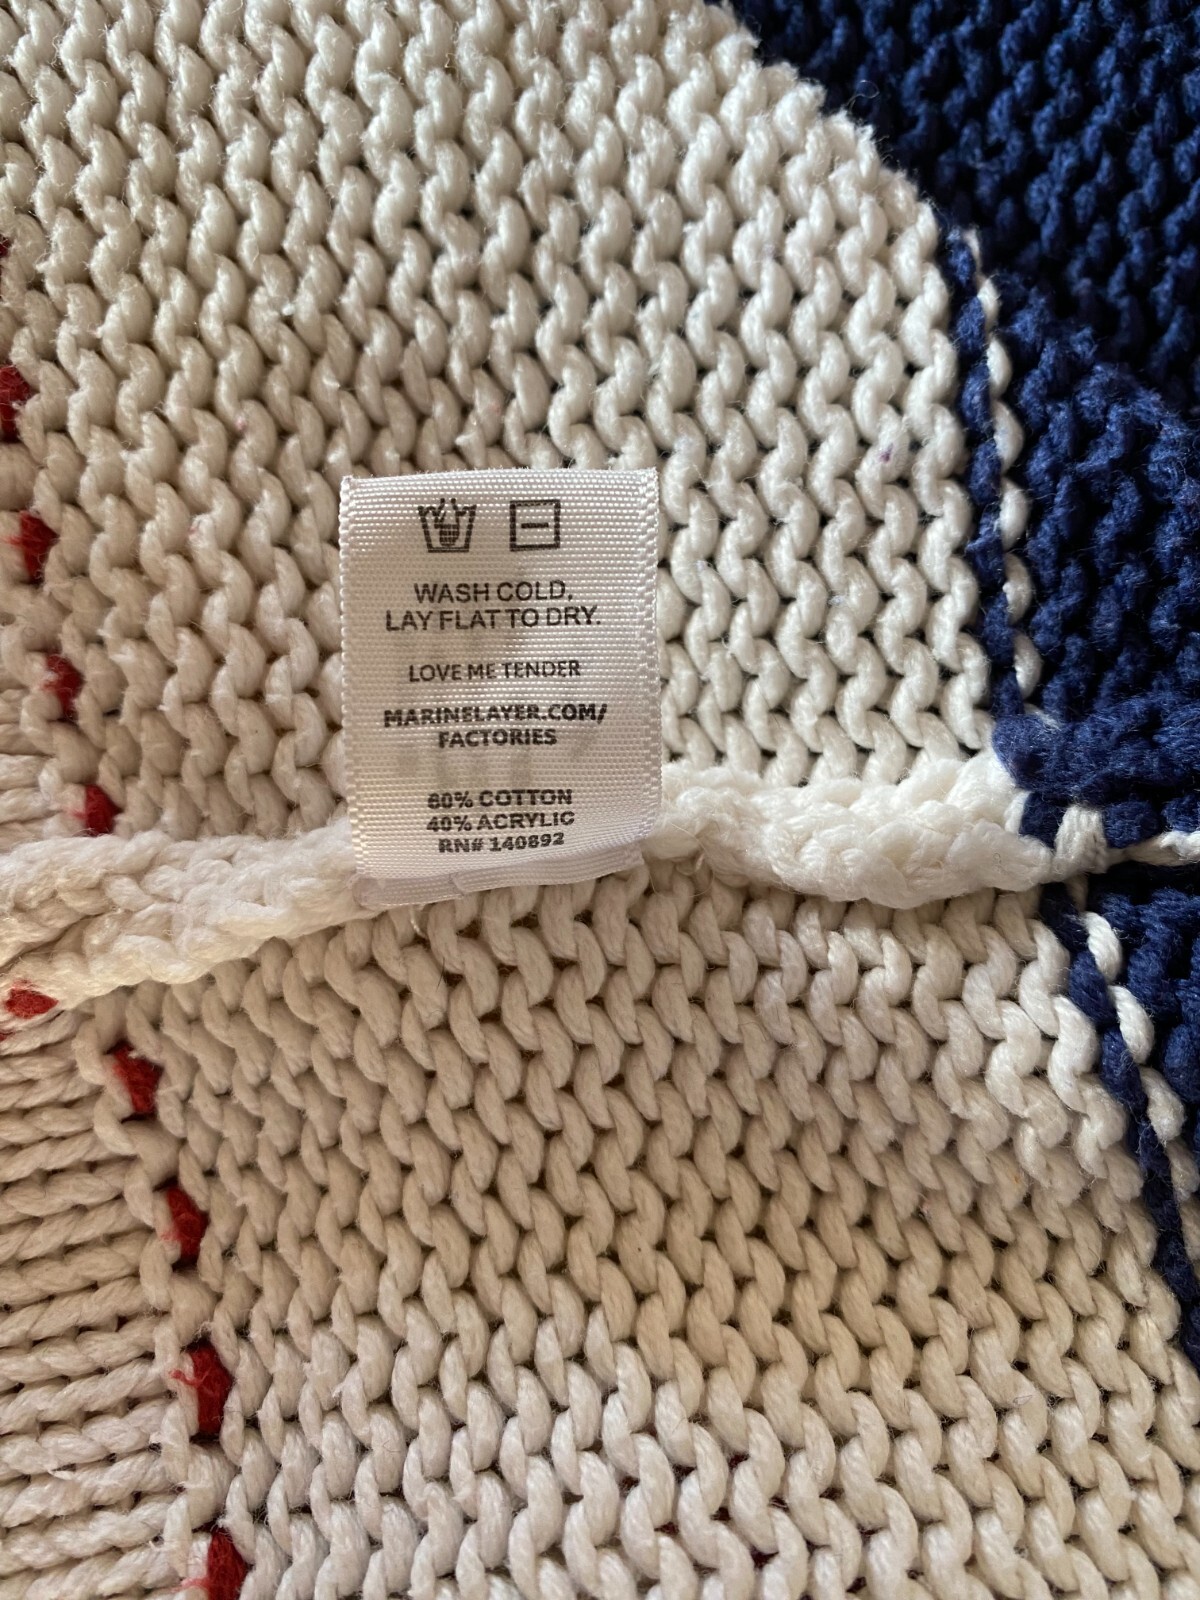 WASH COLD,
LAY FLAT TO DRY.
LOVE ME TENDER
MARINELAYER.COM/
FACTORIES
60% COTTON
40% ACRYLIC
RN# 140892